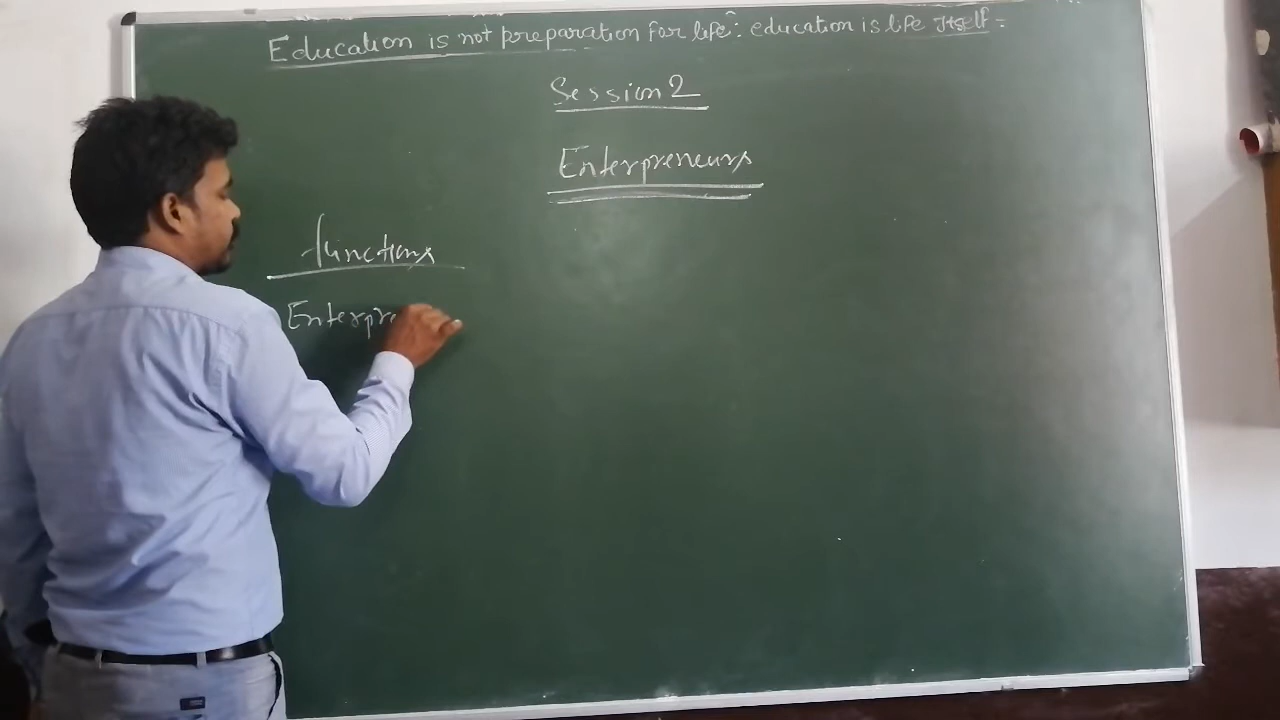 Education is not preparation for life: education is life itself.
Session 2
Enterpreneurs
functions
Enterpre